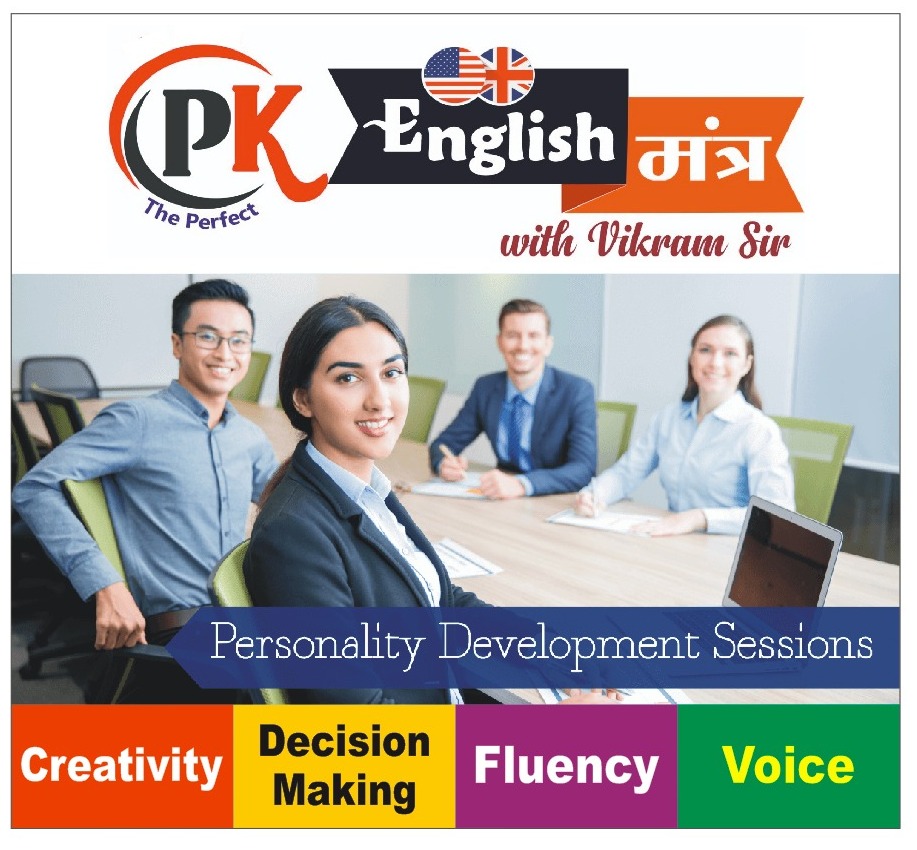 PK
The Perfect
English मंत्र
with Vikram Sir
Personality Development Sessions
Creativity
Decision
Making
Fluency
Voice